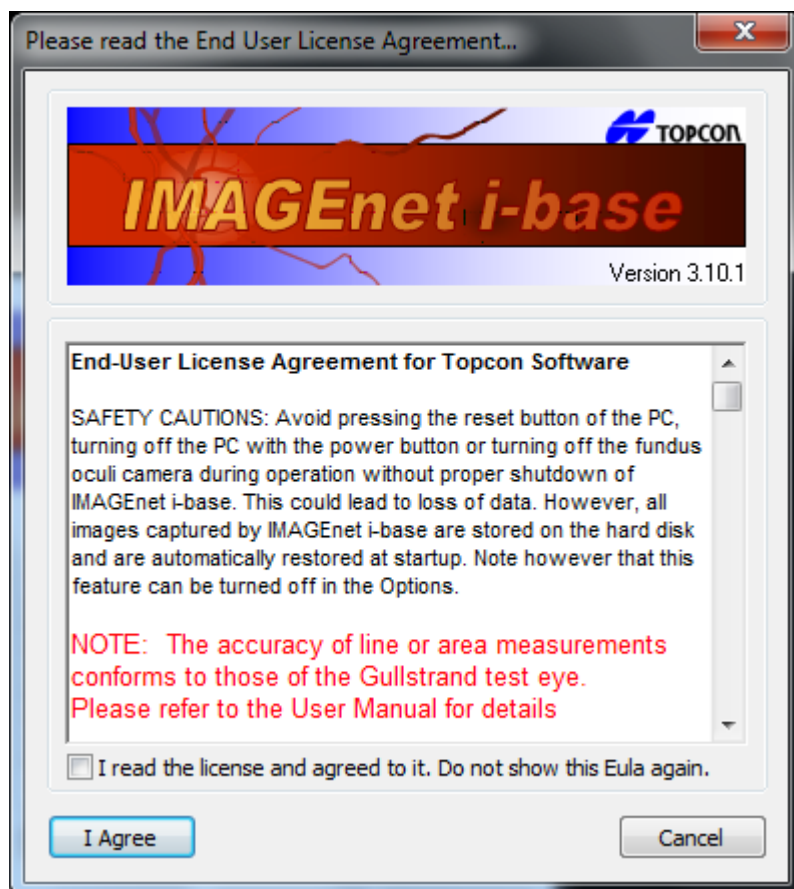 Please read the End User License Agreement...
TOPCON
IMAGEnet i-base
Version 3.10.1
End-User License Agreement for Topcon Software
SAFETY CAUTIONS: Avoid pressing the reset button of the PC,
turning off the PC with the power button or turning off the fundus
oculi camera during operation without proper shutdown of
IMAGEnet i-base. This could lead to loss of data. However, all
images captured by IMAGEnet i-base are stored on the hard disk
and are automatically restored at startup. Note however that this
feature can be turned off in the Options.
NOTE: The accuracy of line or area measurements
conforms to those of the Gullstrand test eye.
Please refer to the User Manual for details
I read the license and agreed to it. Do not show this Eula again.
I Agree
Cancel